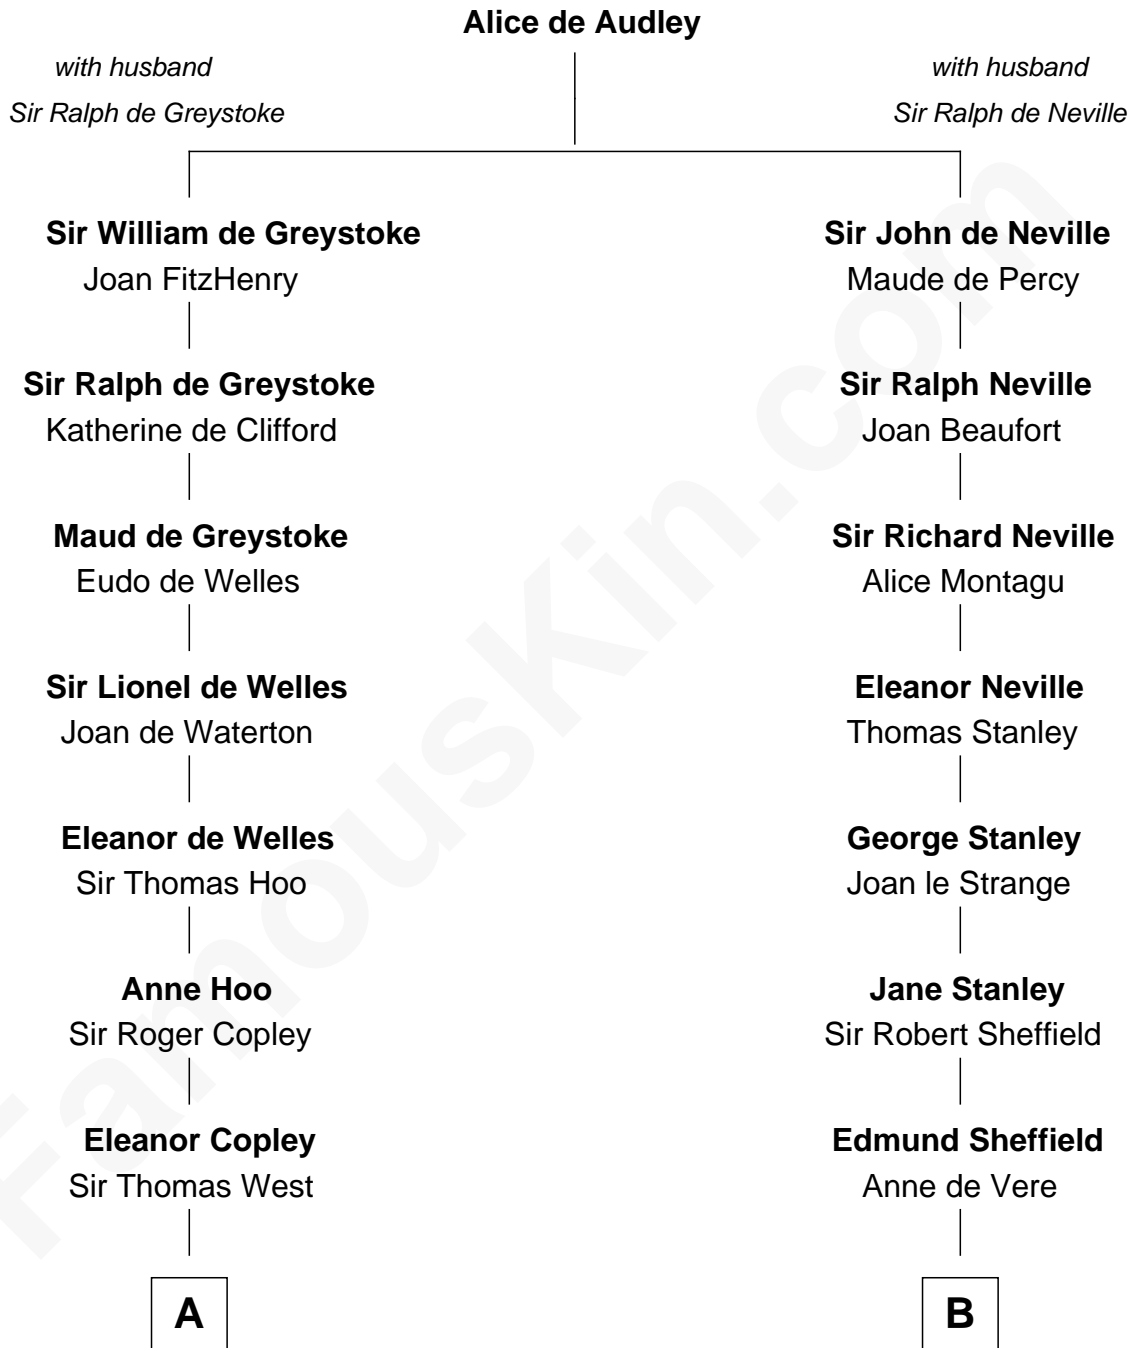 Alice de Audley
with husband
Sir Ralph de Greystoke
with husband
Sir Ralph de Neville
Sir William de Greystoke
Joan FitzHenry
Sir Ralph de Greystoke
Katherine de Clifford
Maud de Greystoke
Eudo de Welles
Sir Lionel de Welles
Joan de Waterton
Eleanor de Welles
Sir Thomas Hoo
Anne Hoo
Sir Roger Copley
Eleanor Copley
Sir Thomas West
A
Sir John de Neville
Maude de Percy
Sir Ralph Neville
Joan Beaufort
Sir Richard Neville
Alice Montagu
Eleanor Neville
Thomas Stanley
George Stanley
Joan le Strange
Jane Stanley
Sir Robert Sheffield
Edmund Sheffield
Anne de Vere
B
FamousKin.com